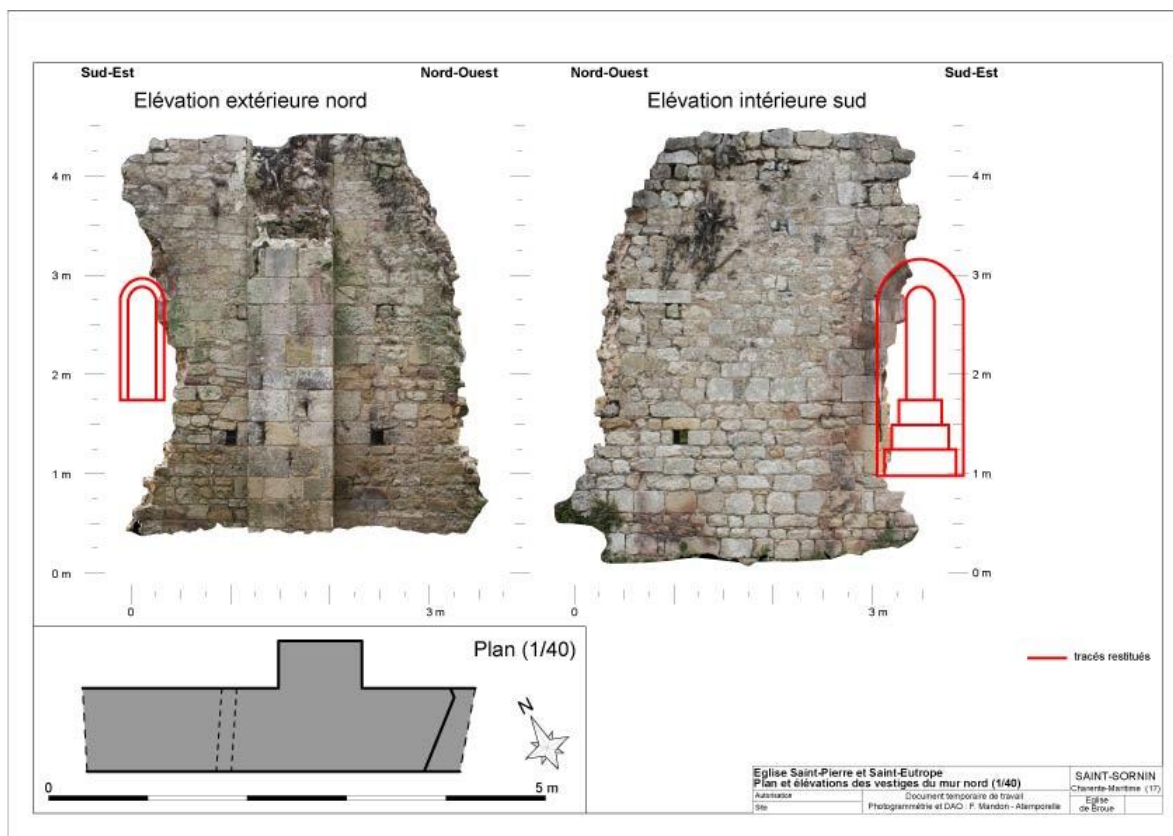 Sud-Est
Nord-Ouest
Nord-Ouest
Sud-Est
Elévation extérieure nord
Elévation intérieure sud
4 m
3 m
2 m
1 m
0 m
4 m
3 m
2 m
1 m
0 m
0
3 m
0
3 m
Plan (1/40)
N
0
5 m
tracés restitués
Eglise Saint-Pierre et Saint-Eutrope
Plan et élévations des vestiges du mur nord (1/40)
SAINT-SORNIN
Charente-Maritime (17)
Autorisation
Site
Document temporaire de travail
Photogrammétrie et DAO : F. Mandon - Atemporelle
Eglise
de Broue